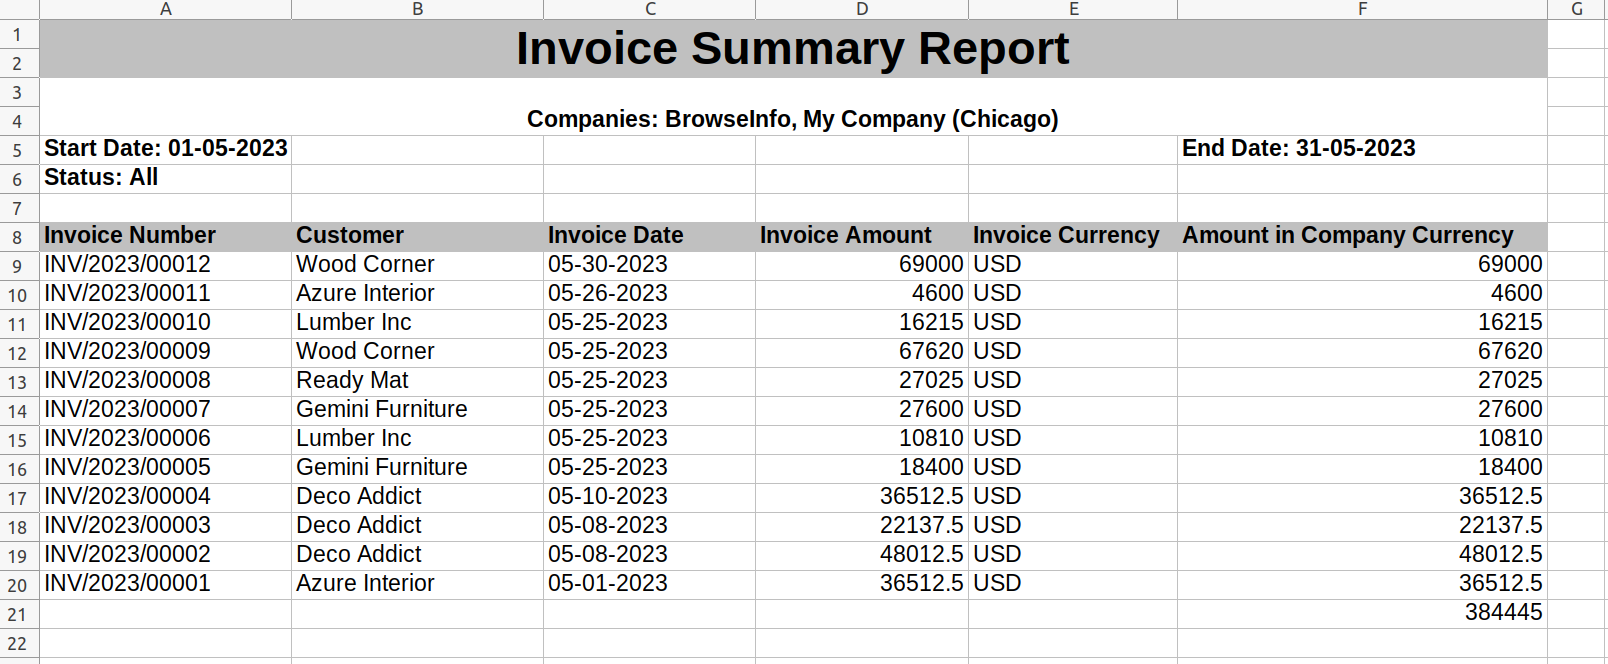 A B C D E F G
1 Invoice Summary Report
2
3
4 Companies: BrowseInfo, My Company (Chicago)
5 Start Date: 01-05-2023 End Date: 31-05-2023
6 Status: All
7
8 Invoice Number Customer Invoice Date Invoice Amount Invoice Currency Amount in Company Currency
9 INV/2023/00012 Wood Corner 05-30-2023 69000 USD 69000
10 INV/2023/00011 Azure Interior 05-26-2023 4600 USD 4600
11 INV/2023/00010 Lumber Inc 05-25-2023 16215 USD 16215
12 INV/2023/00009 Wood Corner 05-25-2023 67620 USD 67620
13 INV/2023/00008 Ready Mat 05-25-2023 27025 USD 27025
14 INV/2023/00007 Gemini Furniture 05-25-2023 27600 USD 27600
15 INV/2023/00006 Lumber Inc 05-25-2023 10810 USD 10810
16 INV/2023/00005 Gemini Furniture 05-25-2023 18400 USD 18400
17 INV/2023/00004 Deco Addict 05-10-2023 36512.5 USD 36512.5
18 INV/2023/00003 Deco Addict 05-08-2023 22137.5 USD 22137.5
19 INV/2023/00002 Deco Addict 05-08-2023 48012.5 USD 48012.5
20 INV/2023/00001 Azure Interior 05-01-2023 36512.5 USD 36512.5
21 384445
22